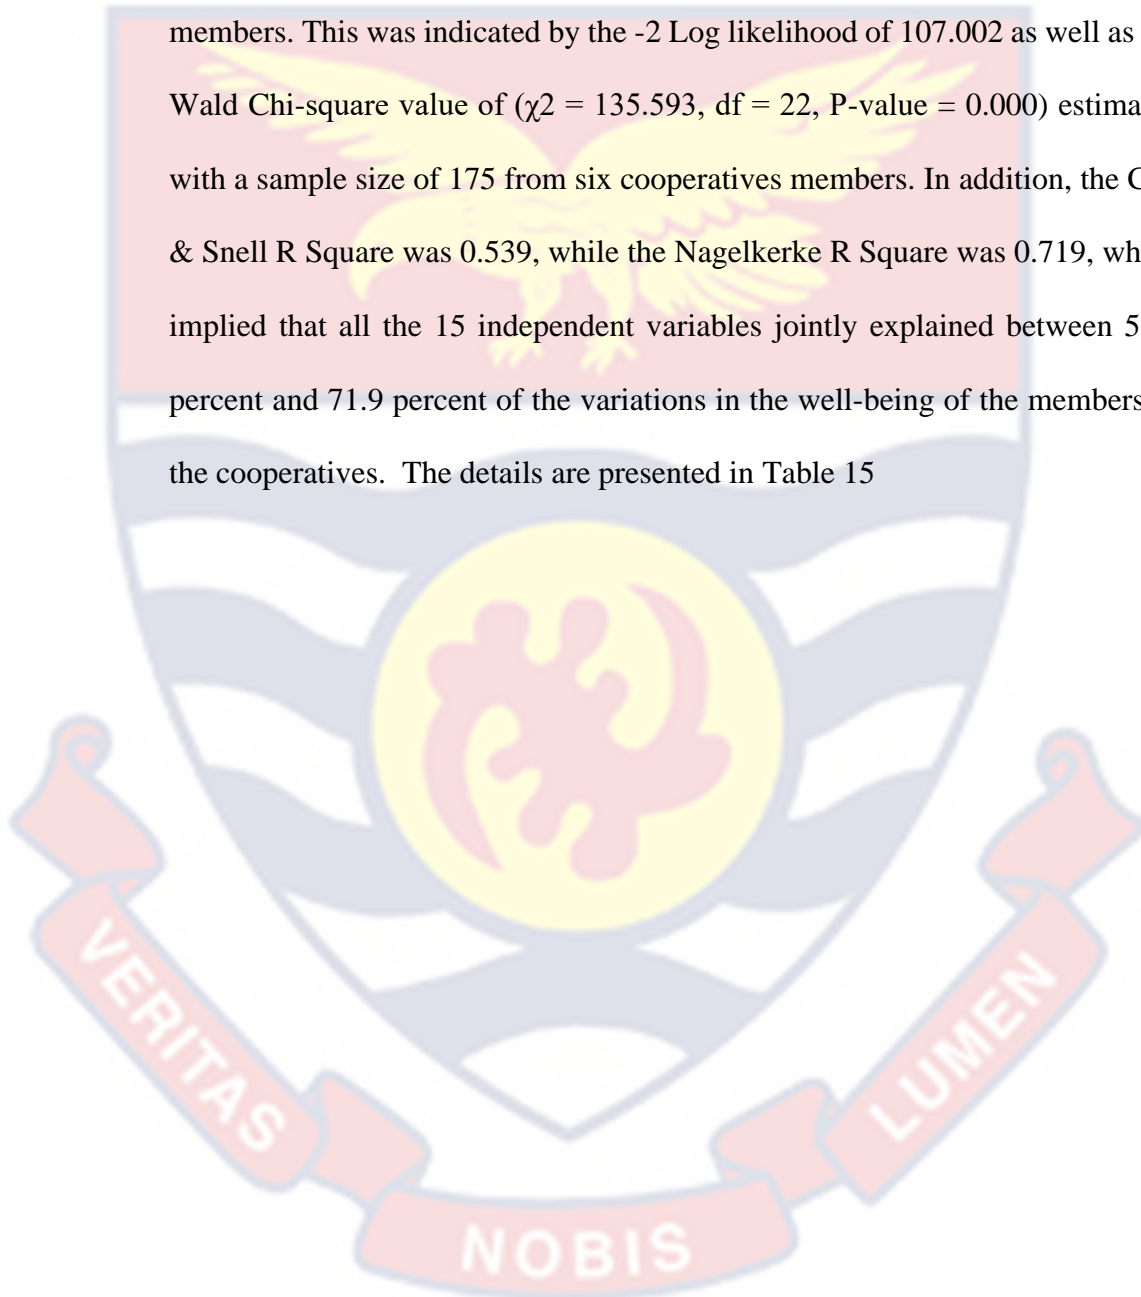 members. This was indicated by the -2 Log likelihood of 107.002 as well as
Wald Chi-square value of (χ2 = 135.593, df = 22, P-value = 0.000) estima
with a sample size of 175 from six cooperatives members. In addition, the C
& Snell R Square was 0.539, while the Nagelkerke R Square was 0.719, wh
implied that all the 15 independent variables jointly explained between 5
percent and 71.9 percent of the variations in the well-being of the members
the cooperatives. The details are presented in Table 15
VERITAS
NOBIS
LUMEN